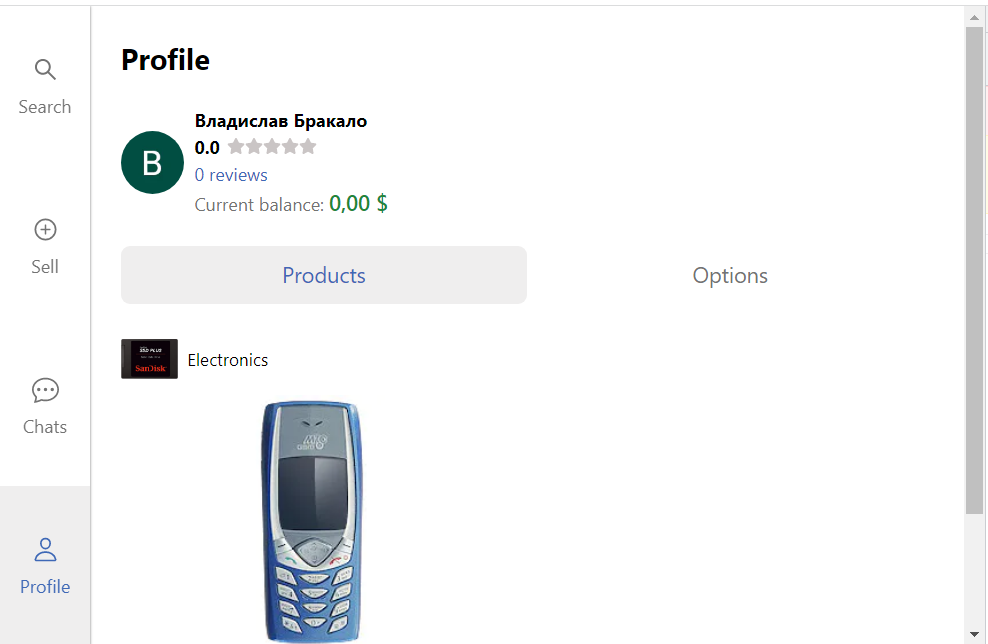 Profile
Search
Владислав Бракало
0.0
B
0 reviews
Current balance: 0,00 $
Sell
Products
Options
SSD PLUS
SanDisk
Electronics
Chats
Profile